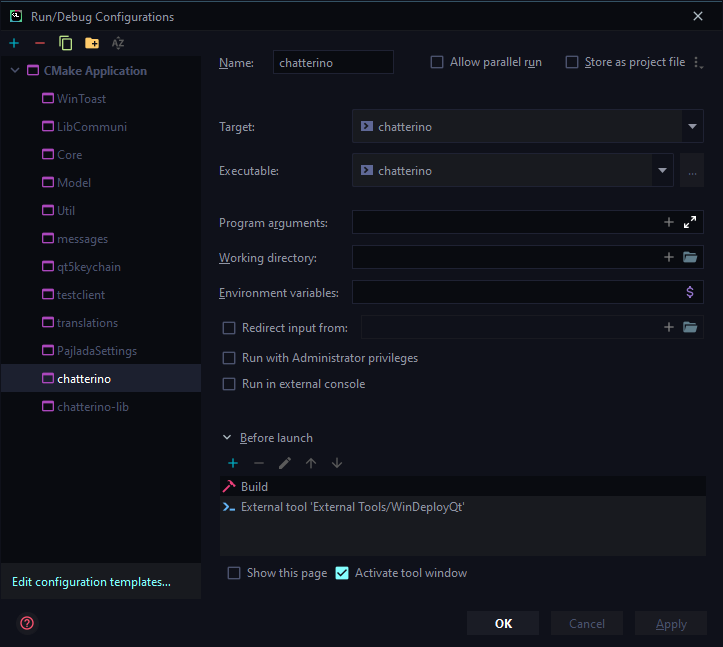 Run/Debug Configurations
CMake Application
WinToast
LibCommuni
Core
Model
Util
messages
qt5keychain
testclient
translations
PajladaSettings
chatterino
chatterino-lib
Edit configuration templates...
Name: chatterino Allow parallel run Store as project file
Target: chatterino
Executable: chatterino ...
Program arguments:
Working directory:
Environment variables: $
Redirect input from:
Run with Administrator privileges
Run in external console
Before launch
Build
External tool 'External Tools/WinDeployQt'
Show this page Activate tool window
? OK Cancel Apply